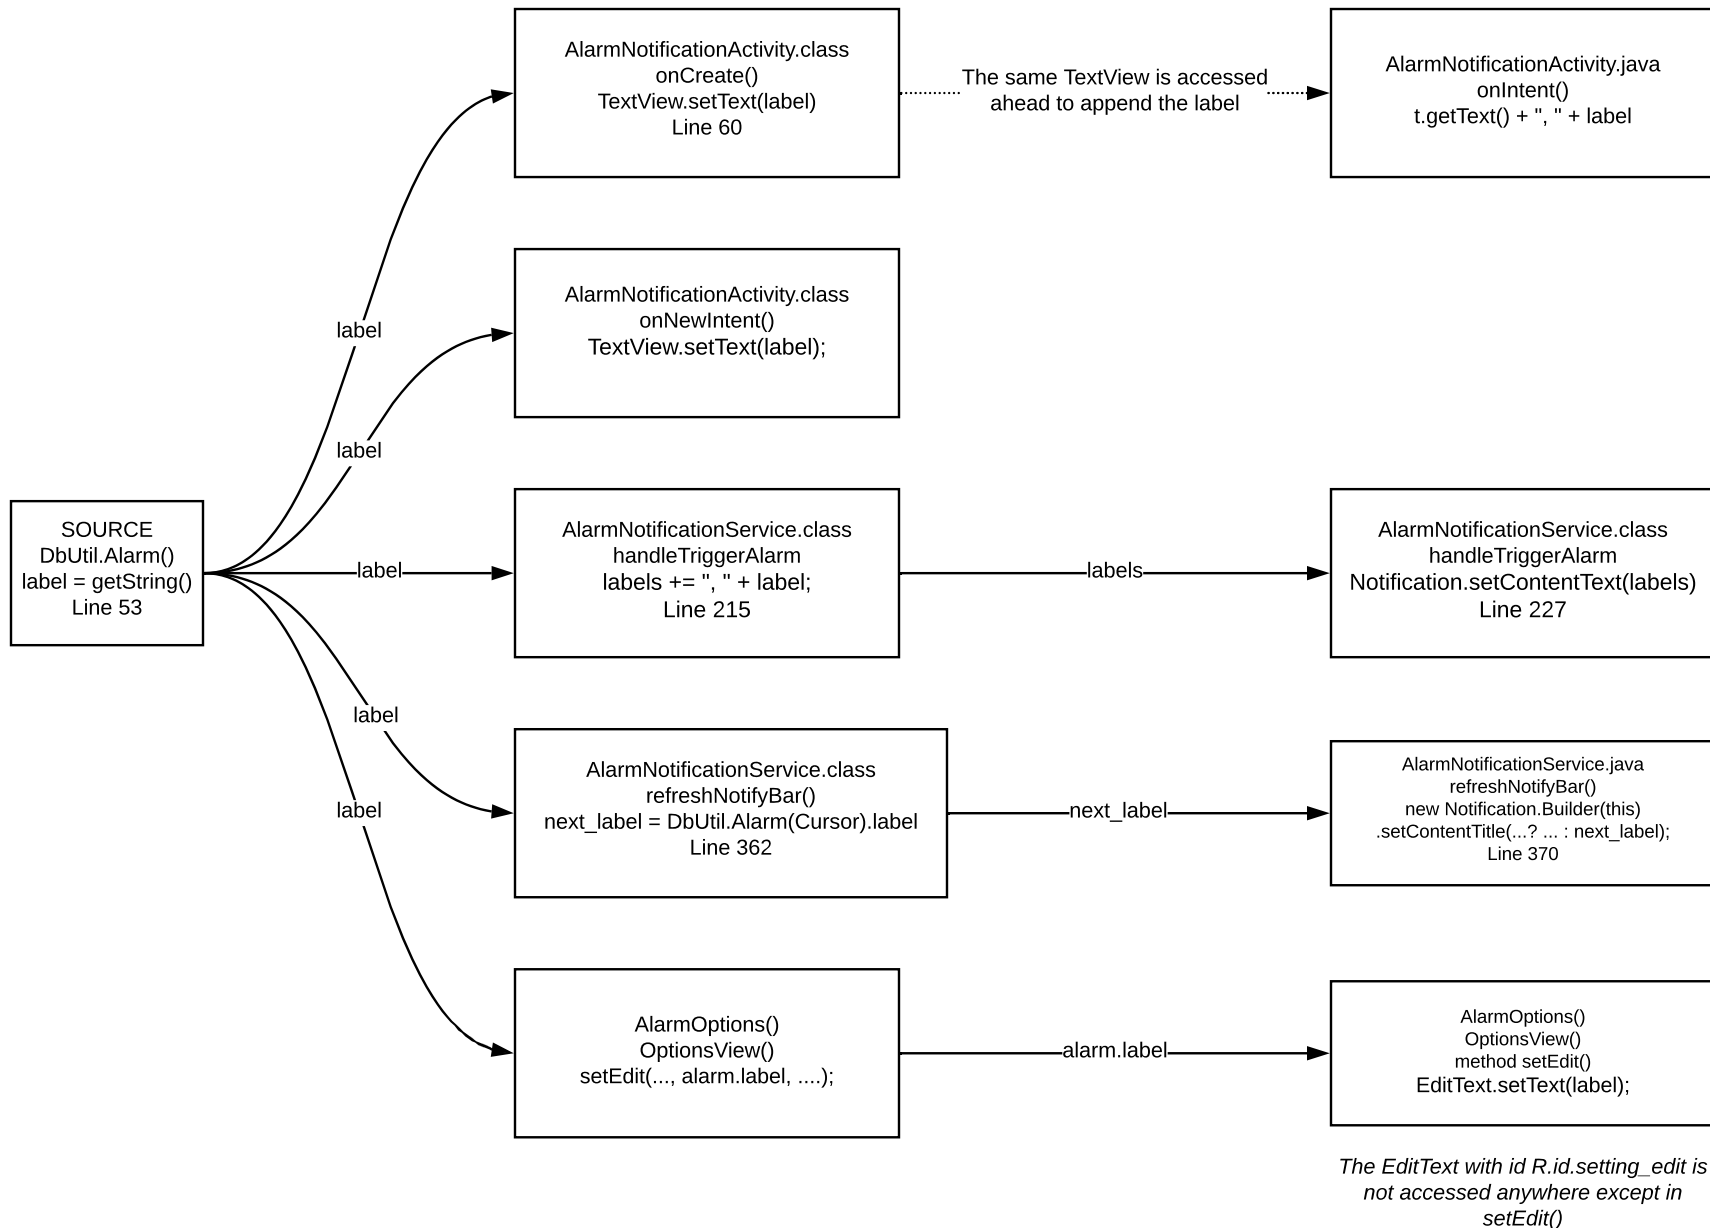 AlarmNotificationActivity.class
onCreate()
TextView.setText(label)
Line 60
The same TextView is accessed
ahead to append the label
AlarmNotificationActivity.java
onIntent()
t.getText() + ", " + label
label
AlarmNotificationActivity.class
onNewIntent()
TextView.setText(label);
label
SOURCE
DbUtil.Alarm()
label = getString()
Line 53
label
AlarmNotificationService.class
handleTriggerAlarm
labels += ", " + label;
Line 215
labels
AlarmNotificationService.class
handleTriggerAlarm
Notification.setContentText(labels)
Line 227
label
AlarmNotificationService.class
refreshNotifyBar()
next_label = DbUtil.Alarm(Cursor).label
Line 362
next_label
AlarmNotificationService.java
refreshNotifyBar()
new Notification.Builder(this)
.setContentTitle(...? ... : next_label);
Line 370
label
AlarmOptions()
OptionsView()
setEdit(..., alarm.label, ....);
alarm.label
AlarmOptions()
OptionsView()
method setEdit()
EditText.setText(label);
The EditText with id R.id.setting_edit is
not accessed anywhere except in
setEdit()